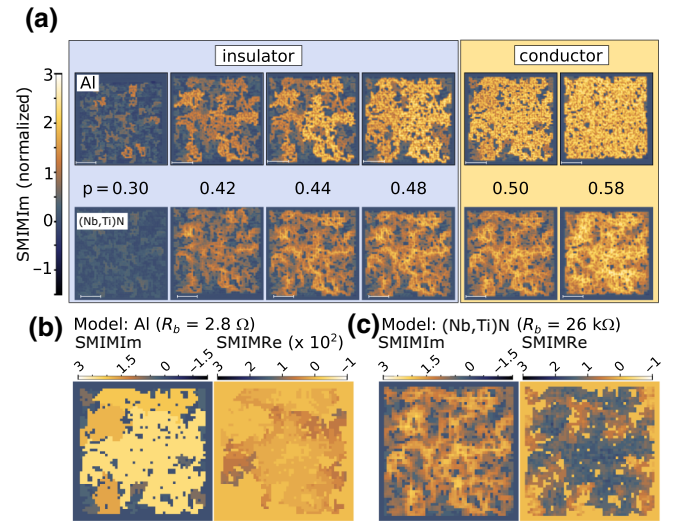 (a)
insulator
conductor
Al
SMIMIm (normalized)
3
2
1
0
−1
p = 0.30
0.42
0.44
0.48
0.50
0.58
(Nb,Ti)N
(b) Model: Al (R_b = 2.8 Ω)
SMIMIm
SMIMRe (x 10²)
3
1.5
0
-1.5
3
2
1
0
−1
(c) Model: (Nb,Ti)N (R_b = 26 kΩ)
SMIMIm
SMIMRe
3
1.5
0
-1.5
3
2
1
0
−1